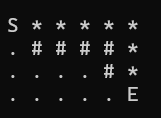 S * * * * *
. # # # # *
. . . . # *
. . . . . E